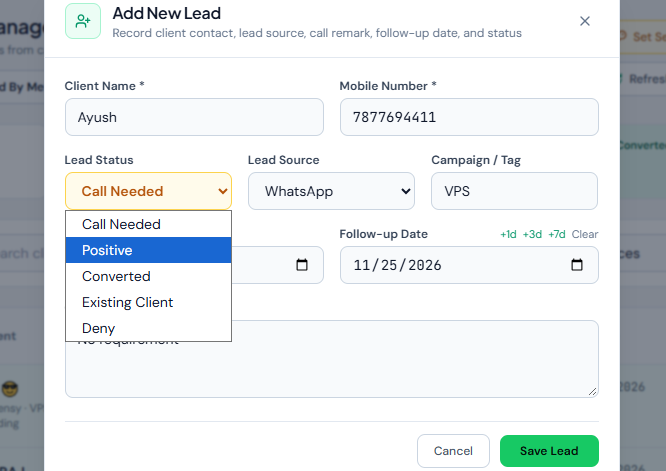 Add New Lead
Record client contact, lead source, call remark, follow-up date, and status
Client Name *
Mobile Number *
Ayush
7877694411
Lead Status
Lead Source
Campaign / Tag
Call Needed
WhatsApp
VPS
Call Needed
Positive
Converted
Existing Client
Deny
Follow-up Date
+1d +3d +7d Clear
11/25/2026
No requirement
Cancel
Save Lead